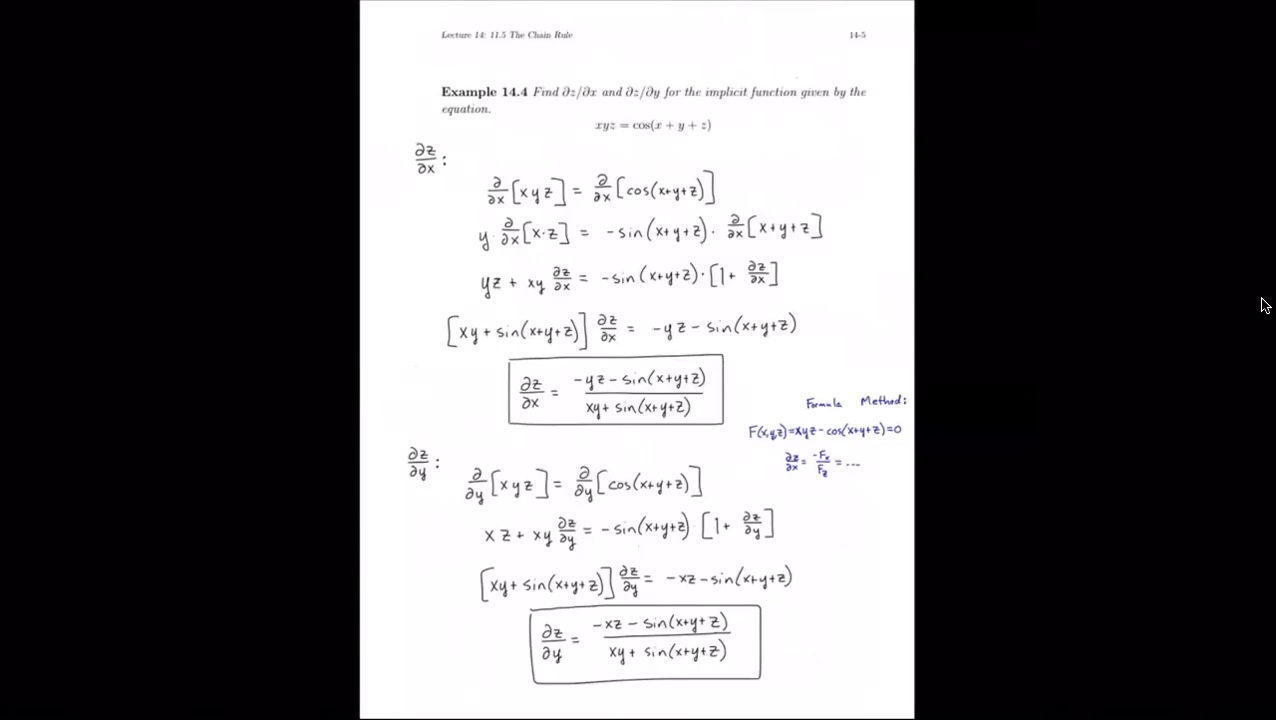 Lecture 14: 11.5 The Chain Rule 14-5
Example 14.4 Find ∂z/∂x and ∂z/∂y for the implicit function given by the
equation.
xyz = cos(x + y + z)
∂z/∂x :
∂/∂x [xyz] = ∂/∂x [cos(x+y+z)]
y · ∂/∂x [x·z] = -sin(x+y+z) · ∂/∂x [x+y+z]
yz + xy ∂z/∂x = -sin(x+y+z) · [1 + ∂z/∂x]
[xy + sin(x+y+z)] ∂z/∂x = -yz - sin(x+y+z)
∂z/∂x = (-yz - sin(x+y+z))/(xy + sin(x+y+z))
Formula Method:
F(x,y,z) = xyz - cos(x+y+z) = 0
∂z/∂x = -Fx/Fz = ...
∂z/∂y :
∂/∂y [xyz] = ∂/∂y [cos(x+y+z)]
xz + xy ∂z/∂y = -sin(x+y+z) · [1 + ∂z/∂y]
[xy + sin(x+y+z)] ∂z/∂y = -xz - sin(x+y+z)
∂z/∂y = (-xz - sin(x+y+z))/(xy + sin(x+y+z))